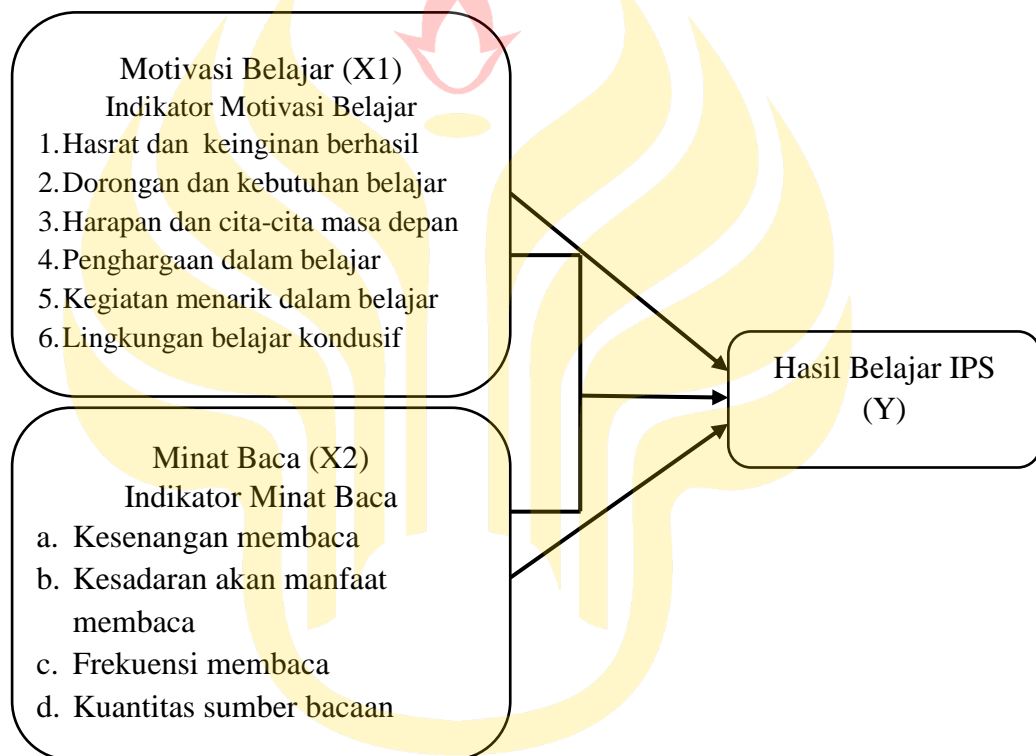 Motivasi Belajar (X1)
Indikator Motivasi Belajar
1. Hasrat dan keinginan berhasil
2. Dorongan dan kebutuhan belajar
3. Harapan dan cita-cita masa depan
4. Penghargaan dalam belajar
5. Kegiatan menarik dalam belajar
6. Lingkungan belajar kondusif
Minat Baca (X2)
Indikator Minat Baca
a. Kesenangan membaca
b. Kesadaran akan manfaat
membaca
c. Frekuensi membaca
d. Kuantitas sumber bacaan
Hasil Belajar IPS
(Y)